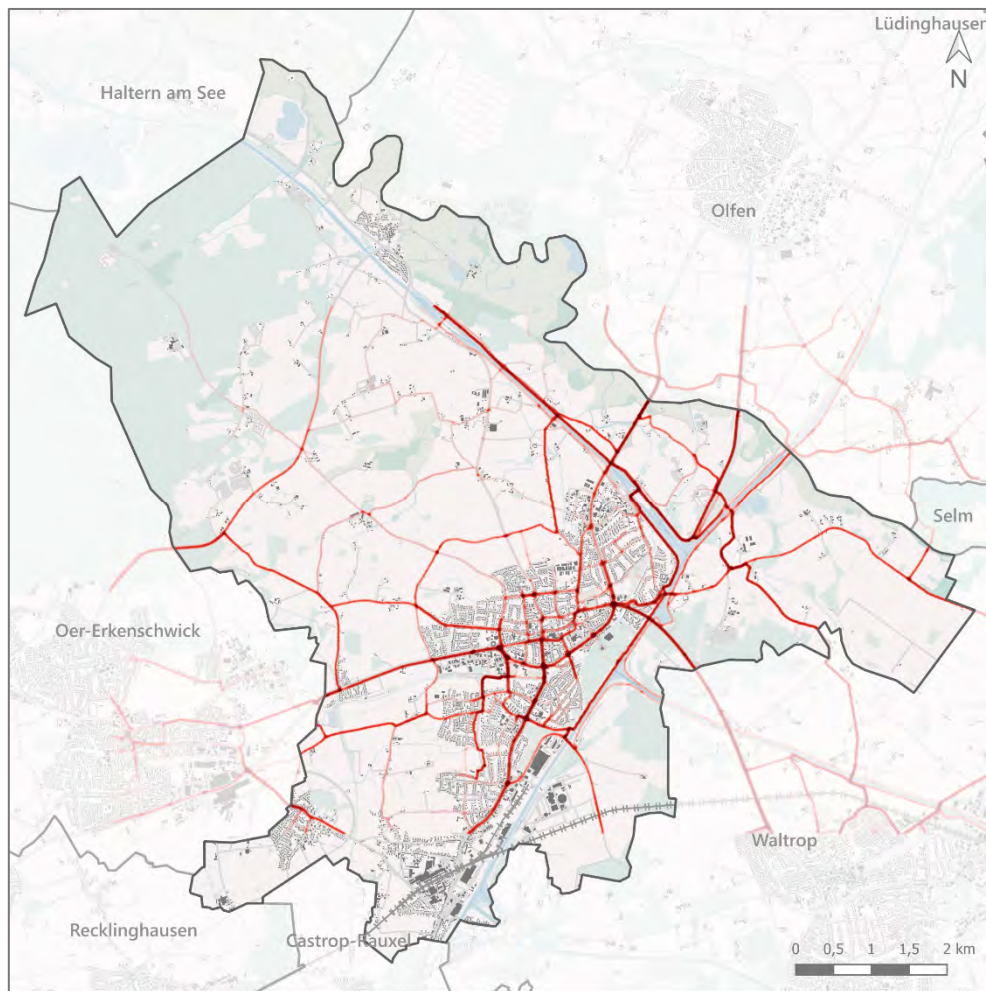 Lüdinghausen
N
Haltern am See
Olfen
Selm
Oer-Erkenschwick
Waltrop
Recklinghausen
Castrop-Rauxel
0 0,5 1 1,5 2 km